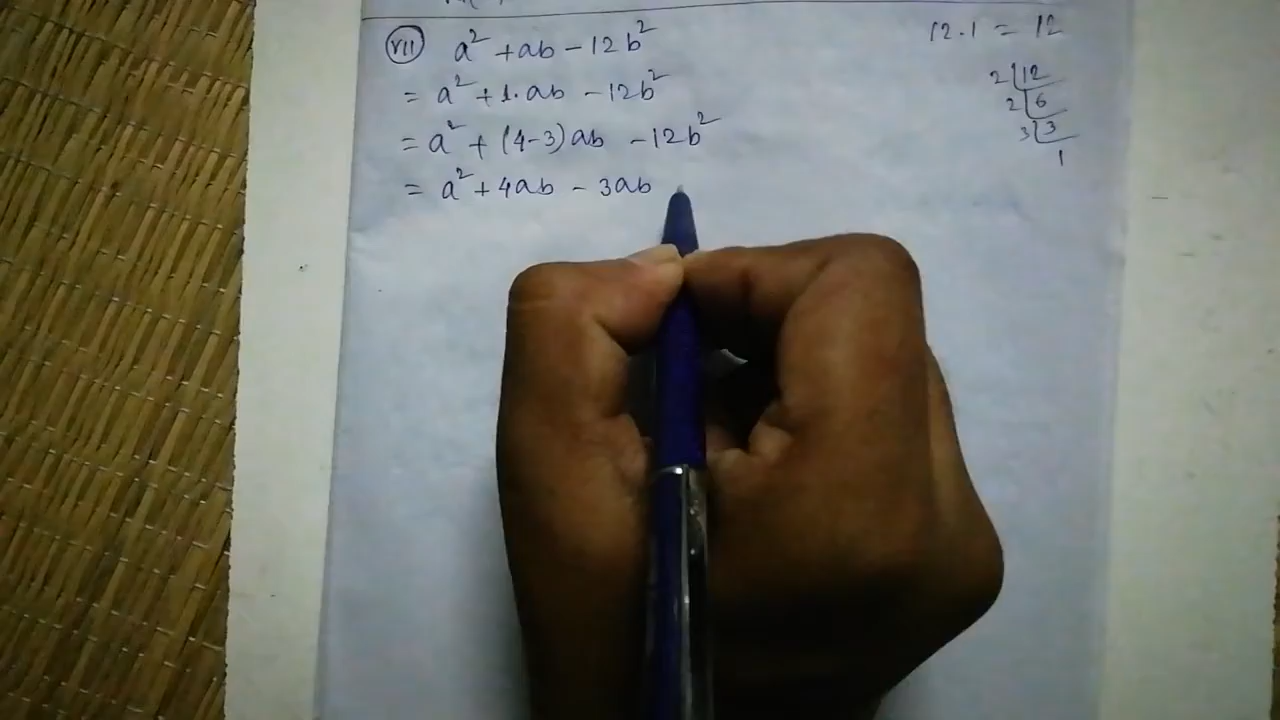 (vii) a² + ab - 12b²
= a² + 1.ab - 12b²
= a² + (4-3)ab - 12b²
= a² + 4ab - 3ab
12.1 = 12
2 | 12
2 | 6
3 | 3
1